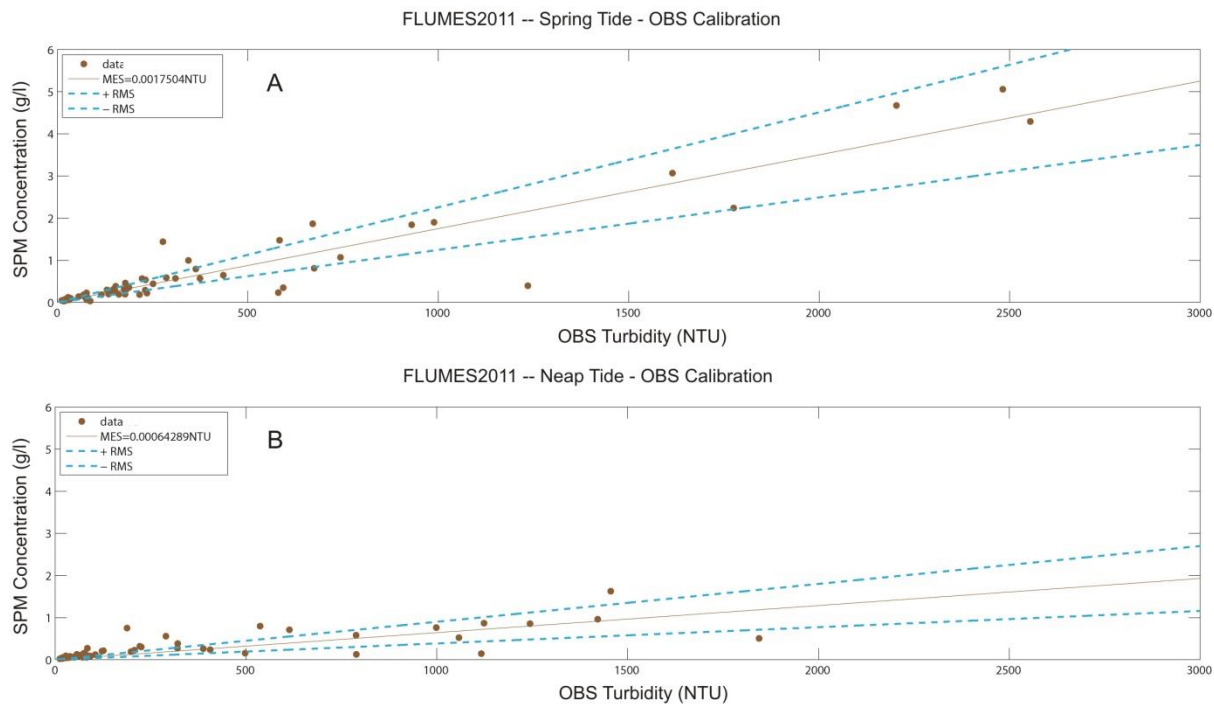 FLUMES2011 -- Spring Tide - OBS Calibration
6
5
4
3
2
1
0
SPM Concentration (g/l)
data
MES=0.0017504NTU
+ RMS
− RMS
A
0 500 1000 1500 2000 2500 3000
OBS Turbidity (NTU)
FLUMES2011 -- Neap Tide - OBS Calibration
6
5
4
3
2
1
0
SPM Concentration (g/l)
data
MES=0.00064289NTU
+ RMS
− RMS
B
0 500 1000 1500 2000 2500 3000
OBS Turbidity (NTU)